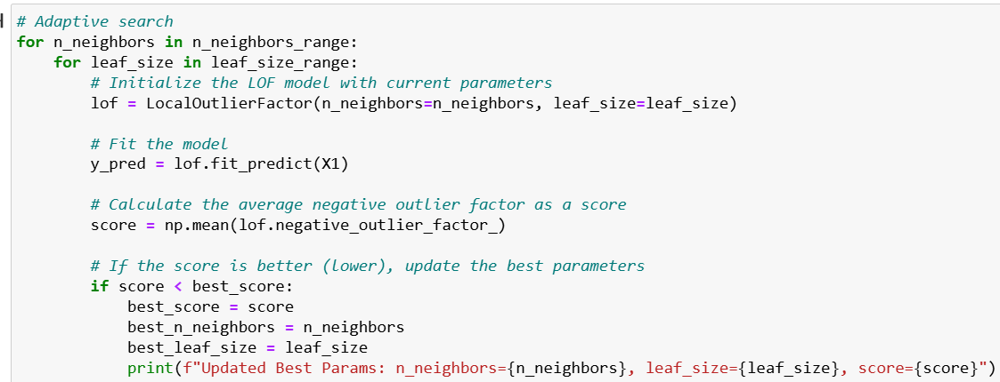 # Adaptive search
for n_neighbors in n_neighbors_range:
    for leaf_size in leaf_size_range:
        # Initialize the LOF model with current parameters
        lof = LocalOutlierFactor(n_neighbors=n_neighbors, leaf_size=leaf_size)

        # Fit the model
        y_pred = lof.fit_predict(X1)

        # Calculate the average negative outlier factor as a score
        score = np.mean(lof.negative_outlier_factor_)

        # If the score is better (lower), update the best parameters
        if score < best_score:
            best_score = score
            best_n_neighbors = n_neighbors
            best_leaf_size = leaf_size
            print(f"Updated Best Params: n_neighbors={n_neighbors}, leaf_size={leaf_size}, score={score}")